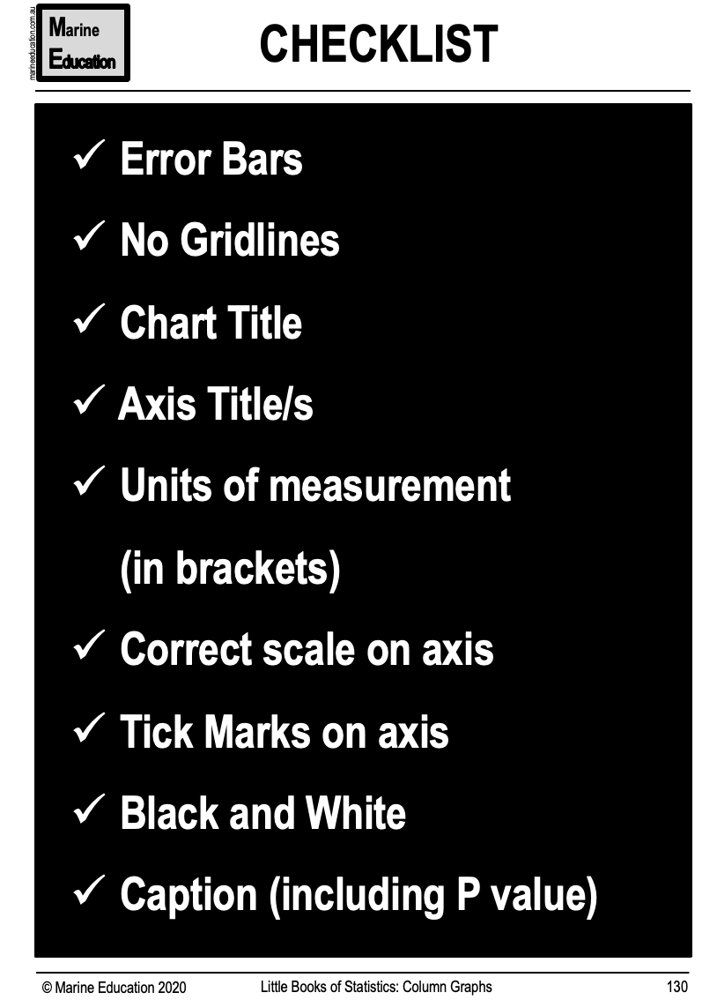 marineeducation.com.au
Marine
Education
CHECKLIST
✓ Error Bars
✓ No Gridlines
✓ Chart Title
✓ Axis Title/s
✓ Units of measurement
(in brackets)
✓ Correct scale on axis
✓ Tick Marks on axis
✓ Black and White
✓ Caption (including P value)
© Marine Education 2020 Little Books of Statistics: Column Graphs 130